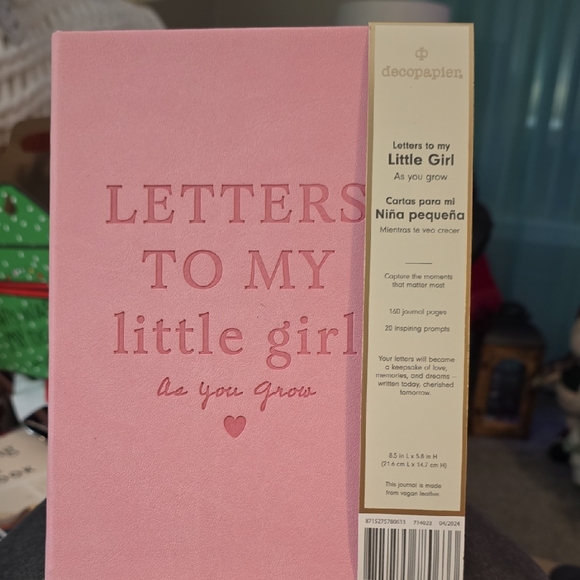 LETTERS
TO MY
little girl
As you Grow
decopapier
Letters to my
Little Girl
As you grow
Cartas para mi
Niña pequeña
Mientras te veo crecer
Capture the moments
that matter most
160 journal pages
20 inspiring prompts
Your letters will become
a keepsake of love,
memories, and dreams –
written today, cherished
tomorrow.
8.5 in L x 5.8 in H
(21.6 cm L x 14.7 cm H)
This journal is made
from vegan leather
04/2024